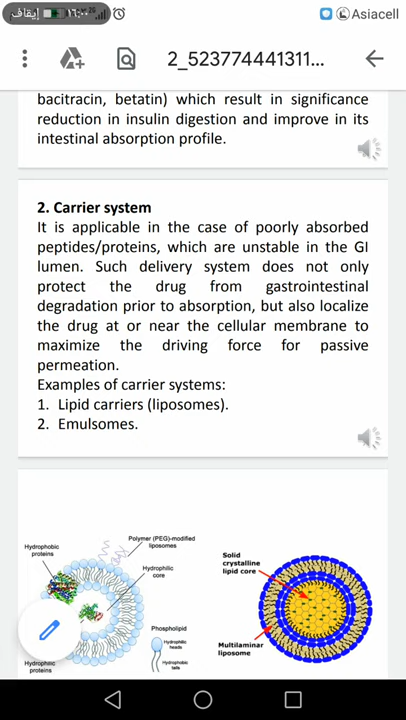 ١٦:٠٠ إيقاف
Asiacell
2_523774441311...
bacitracin, betatin) which result in significance
reduction in insulin digestion and improve in its
intestinal absorption profile.
2. Carrier system
It is applicable in the case of poorly absorbed
peptides/proteins, which are unstable in the GI
lumen. Such delivery system does not only
protect the drug from gastrointestinal
degradation prior to absorption, but also localize
the drug at or near the cellular membrane to
maximize the driving force for passive
permeation.
Examples of carrier systems:
1. Lipid carriers (liposomes).
2. Emulsomes.
Hydrophobic
proteins
Polymer (PEG)-modified
liposomes
Hydrophilic
core
Phospholipid
Hydrophilic
heads
Hydrophobic
tails
Hydrophilic
proteins
Solid
crystalline
lipid core
Multilaminar
liposome